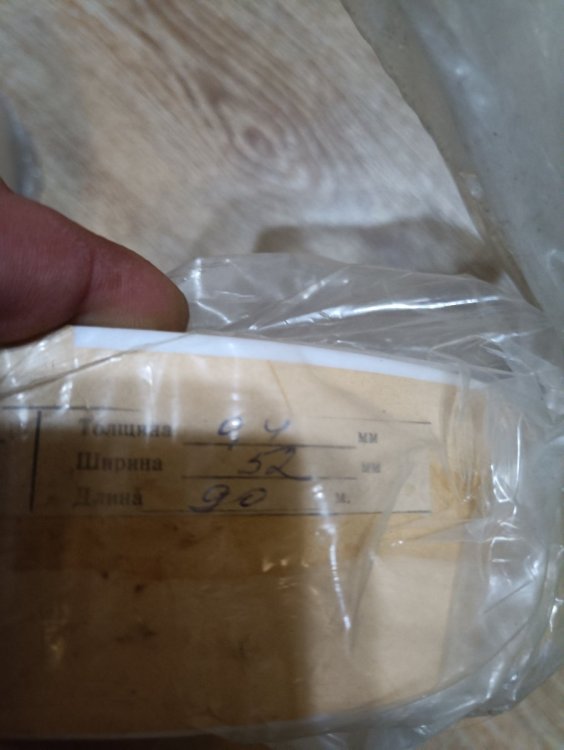 Толщина 0,4 мм
Ширина 52 мм
Длина 90 м.